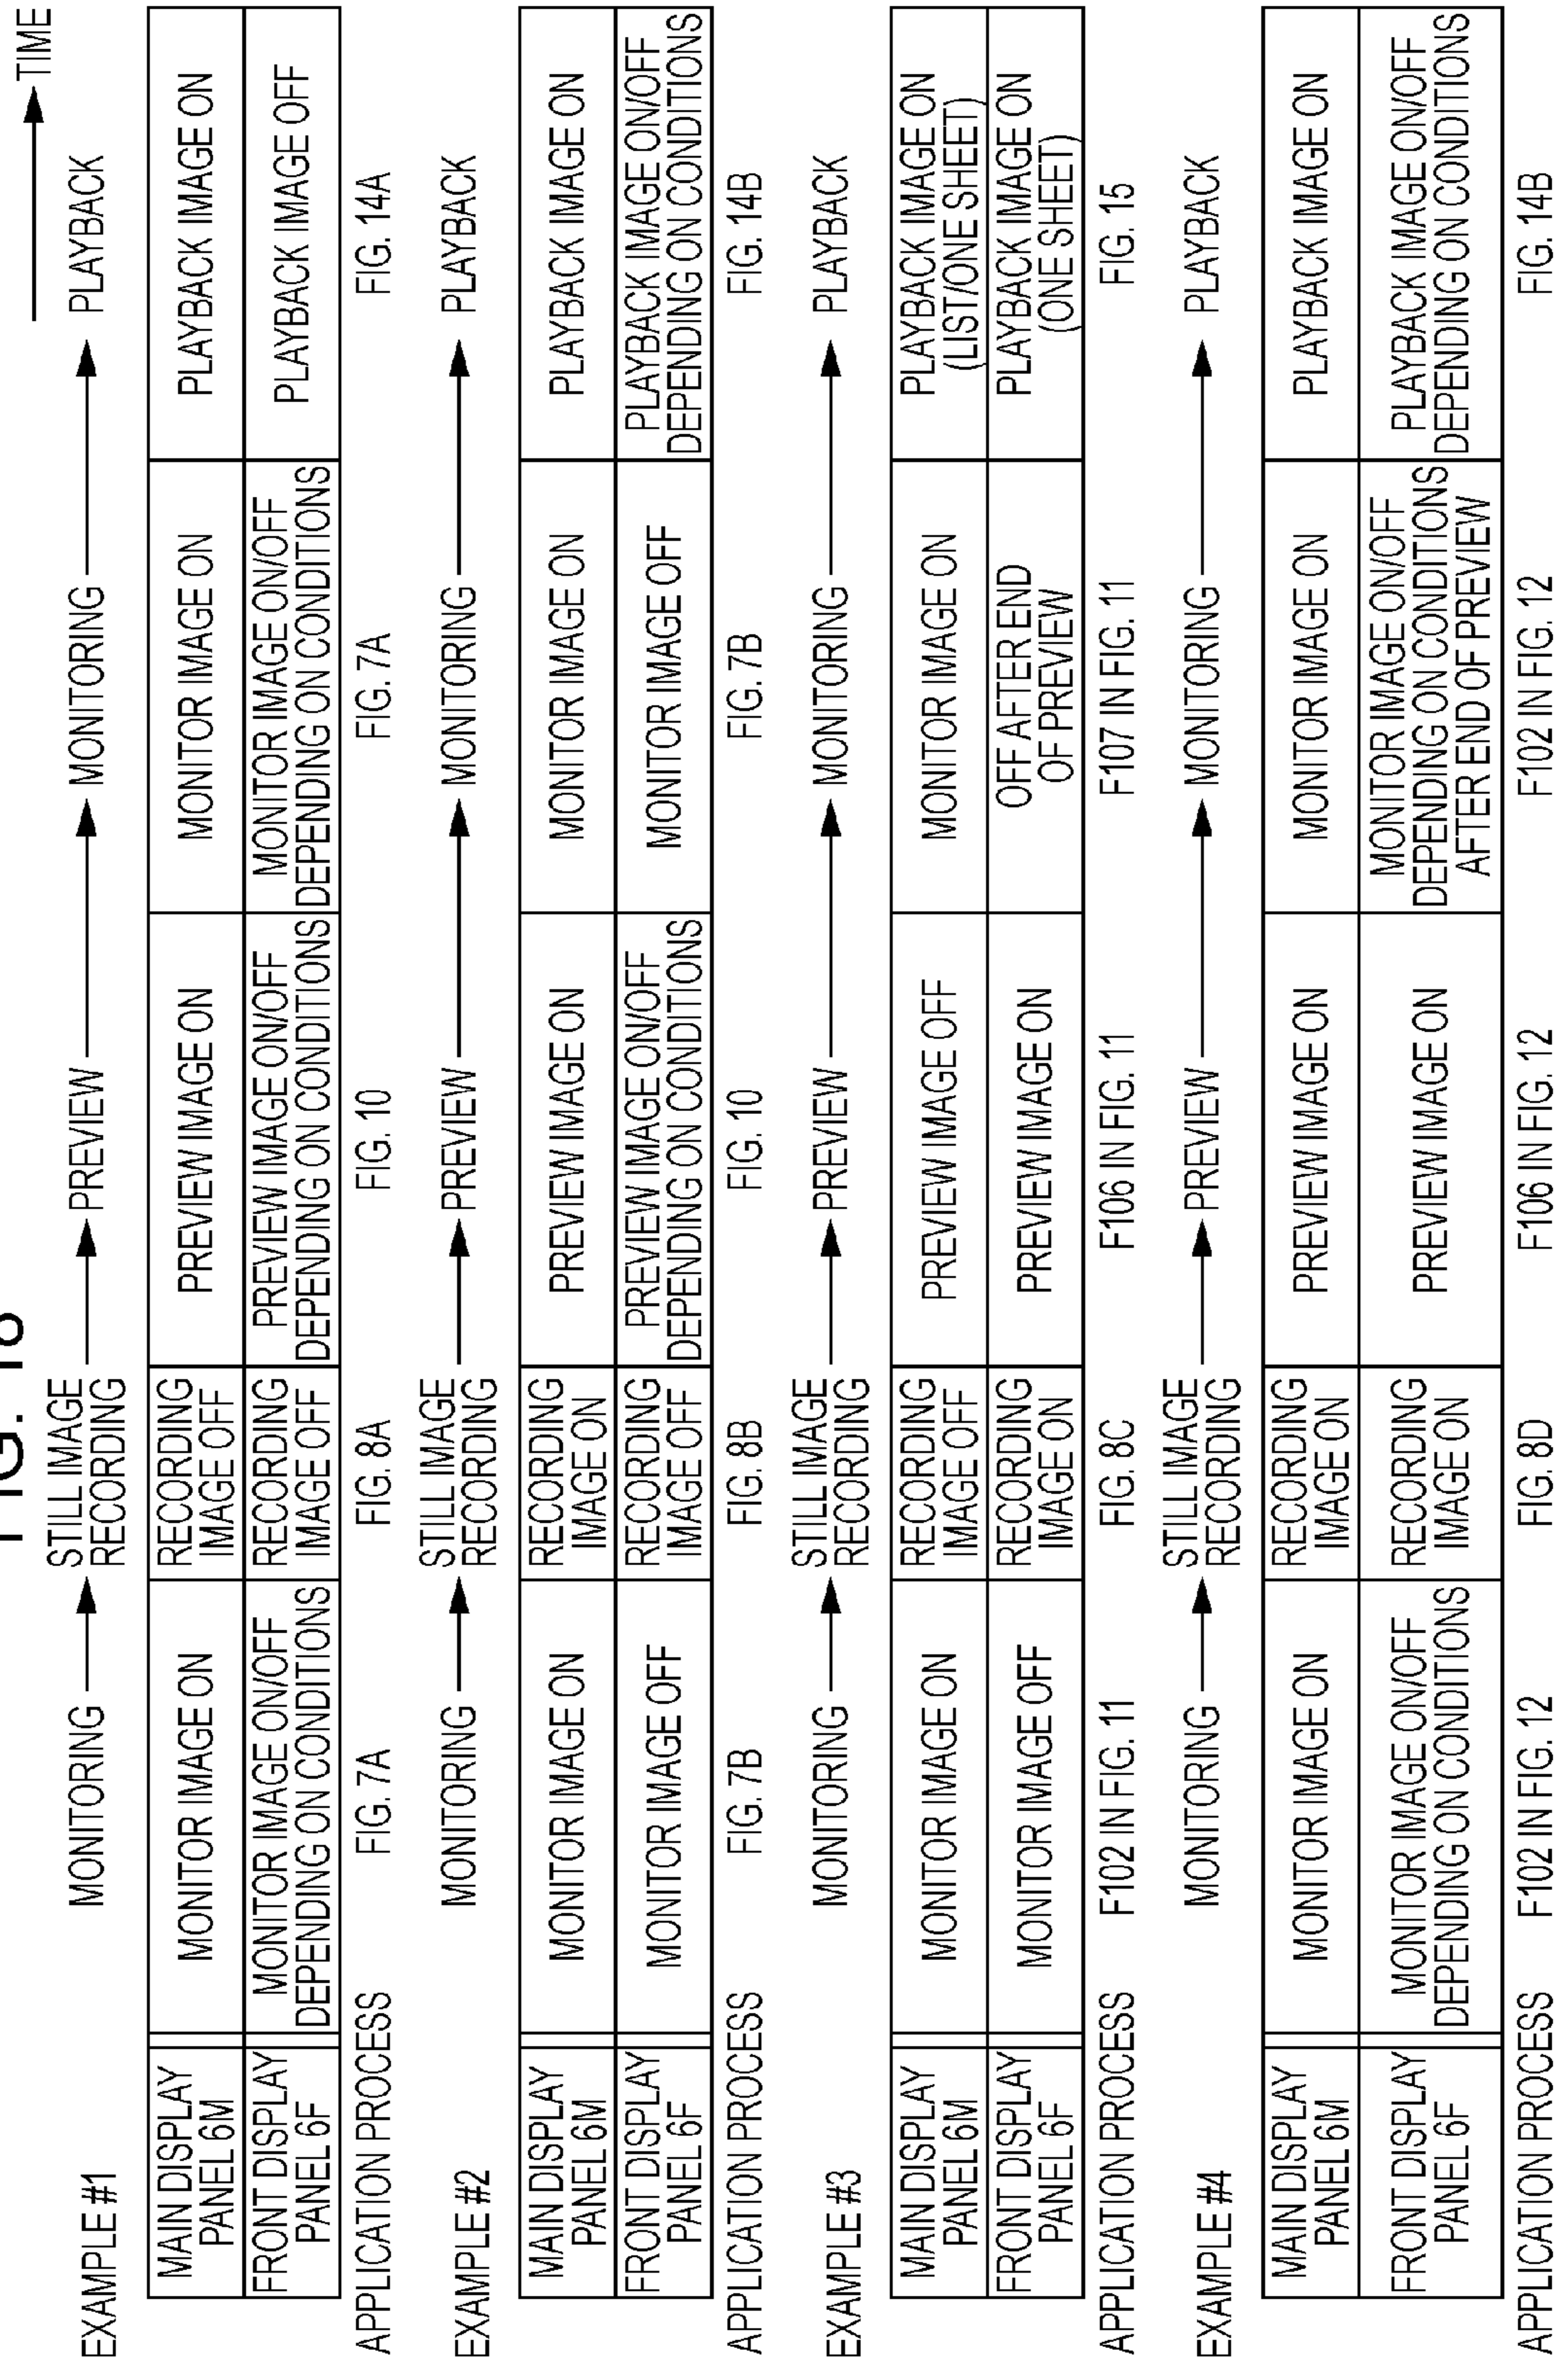 FIG.
TIME
EXAMPLE #1
MONITORING
STILL IMAGE
RECORDING
PREVIEW
MONITORING
PLAYBACK
MAIN DISPLAY
PANEL 6M
MONITOR IMAGE ON
RECORDING
IMAGE OFF
PREVIEW IMAGE ON
MONITOR IMAGE ON
PLAYBACK IMAGE ON
FRONT DISPLAY
PANEL 6F
MONITOR IMAGE ON/OFF
DEPENDING ON CONDITIONS
RECORDING
IMAGE OFF
PREVIEW IMAGE ON/OFF
DEPENDING ON CONDITIONS
MONITOR IMAGE ON/OFF
DEPENDING ON CONDITIONS
PLAYBACK IMAGE OFF
APPLICATION PROCESS
FIG. 7A
FIG. 8A
FIG. 10
FIG. 7A
FIG. 14A
EXAMPLE #2
MONITORING
STILL IMAGE
RECORDING
PREVIEW
MONITORING
PLAYBACK
MAIN DISPLAY
PANEL 6M
MONITOR IMAGE ON
RECORDING
IMAGE ON
PREVIEW IMAGE ON
MONITOR IMAGE ON
PLAYBACK IMAGE ON
FRONT DISPLAY
PANEL 6F
MONITOR IMAGE OFF
RECORDING
IMAGE OFF
PREVIEW IMAGE ON/OFF
DEPENDING ON CONDITIONS
MONITOR IMAGE OFF
PLAYBACK IMAGE ON/OFF
DEPENDING ON CONDITIONS
APPLICATION PROCESS
FIG. 7B
FIG. 8B
FIG. 10
FIG. 7B
FIG. 14B
EXAMPLE #3
MONITORING
STILL IMAGE
RECORDING
PREVIEW
MONITORING
PLAYBACK
MAIN DISPLAY
PANEL 6M
MONITOR IMAGE ON
RECORDING
IMAGE OFF
PREVIEW IMAGE OFF
MONITOR IMAGE ON
PLAYBACK IMAGE ON
(LIST/ONE SHEET)
FRONT DISPLAY
PANEL 6F
MONITOR IMAGE OFF
RECORDING
IMAGE ON
PREVIEW IMAGE ON
OFF AFTER END
OF PREVIEW
PLAYBACK IMAGE ON
(ONE SHEET)
APPLICATION PROCESS
F102 IN FIG. 11
FIG. 8C
F106 IN FIG. 11
F107 IN FIG. 11
FIG. 15
EXAMPLE #4
MONITORING
STILL IMAGE
RECORDING
PREVIEW
MONITORING
PLAYBACK
MAIN DISPLAY
PANEL 6M
MONITOR IMAGE ON
RECORDING
IMAGE ON
PREVIEW IMAGE ON
MONITOR IMAGE ON
PLAYBACK IMAGE ON
FRONT DISPLAY
PANEL 6F
MONITOR IMAGE ON/OFF
DEPENDING ON CONDITIONS
RECORDING
IMAGE ON
PREVIEW IMAGE ON
MONITOR IMAGE ON/OFF
DEPENDING ON CONDITIONS
AFTER END OF PREVIEW
PLAYBACK IMAGE ON/OFF
DEPENDING ON CONDITIONS
APPLICATION PROCESS
F102 IN FIG. 12
FIG. 8D
F106 IN FIG. 12
F102 IN FIG. 12
FIG. 14B